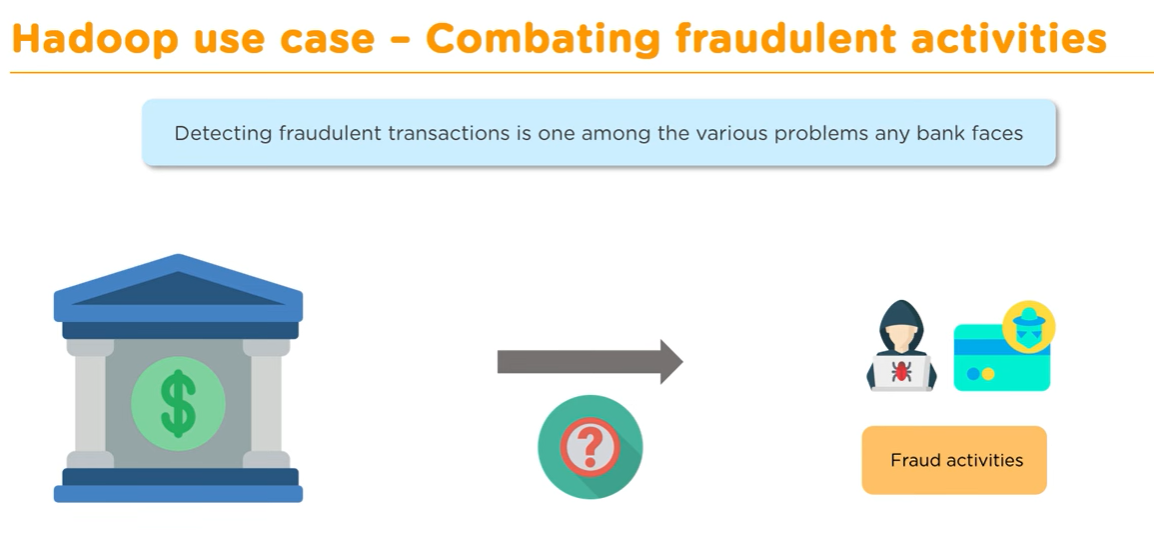 Hadoop use case – Combating fraudulent activities
Detecting fraudulent transactions is one among the various problems any bank faces
$
?
Fraud activities